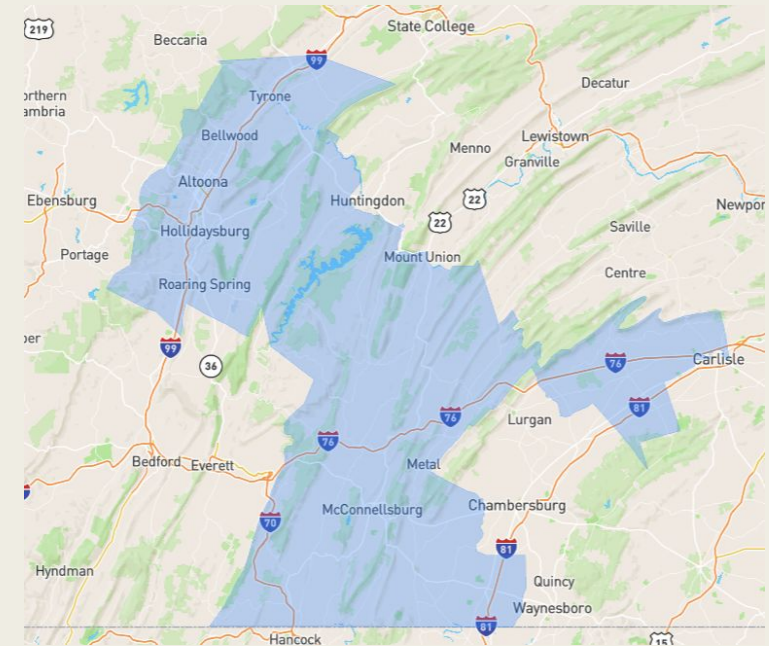 219
State College
Beccaria
99
Tyrone
Decatur
orthern
ambria
Bellwood
Lewistown
Menno
Granville
Altoona
Ebensburg
Huntingdon
22
22
Newpor
Hollidaysburg
Saville
Portage
Mount Union
Centre
Roaring Spring
per
99
36
76
Carlisle
81
76
Lurgan
76
Bedford
Everett
Metal
McConnellsburg
Chambersburg
70
81
Hyndman
Quincy
Waynesboro
81
Hancock
15